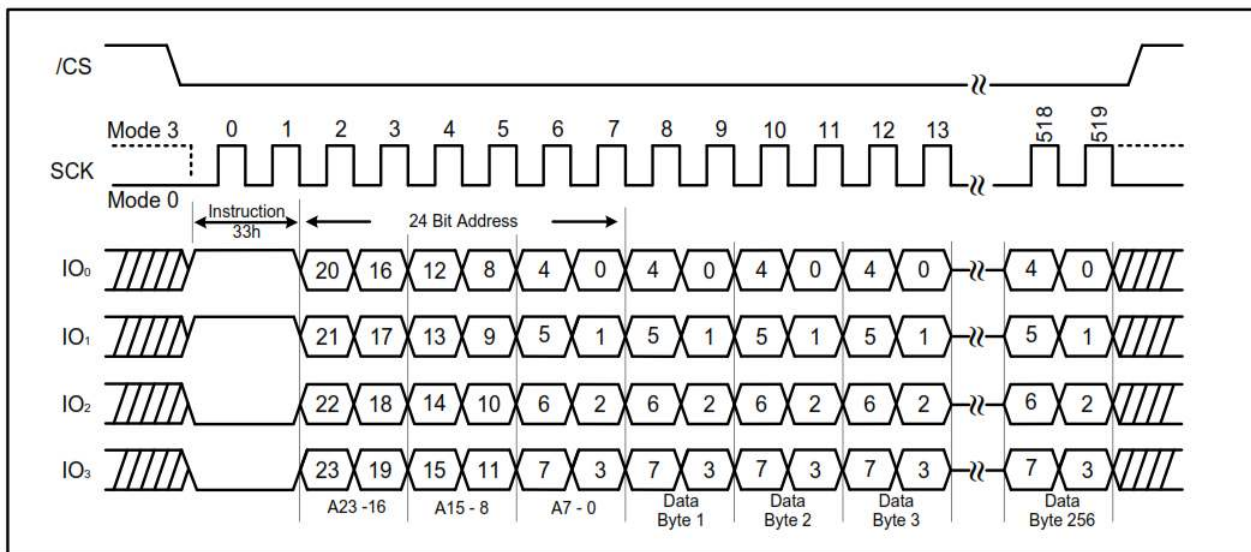 /CS
Mode 3 0 1 2 3 4 5 6 7 8 9 10 11 12 13 518 519
SCK
Mode 0
Instruction
33h
24 Bit Address
IO₀ 20 16 12 8 4 0 4 0 4 0 4 0 4 0
IO₁ 21 17 13 9 5 1 5 1 5 1 5 1 5 1
IO₂ 22 18 14 10 6 2 6 2 6 2 6 2 6 2
IO₃ 23 19 15 11 7 3 7 3 7 3 7 3 7 3
A23 -16 A15 - 8 A7 - 0
Data
Byte 1
Data
Byte 2
Data
Byte 3
Data
Byte 256